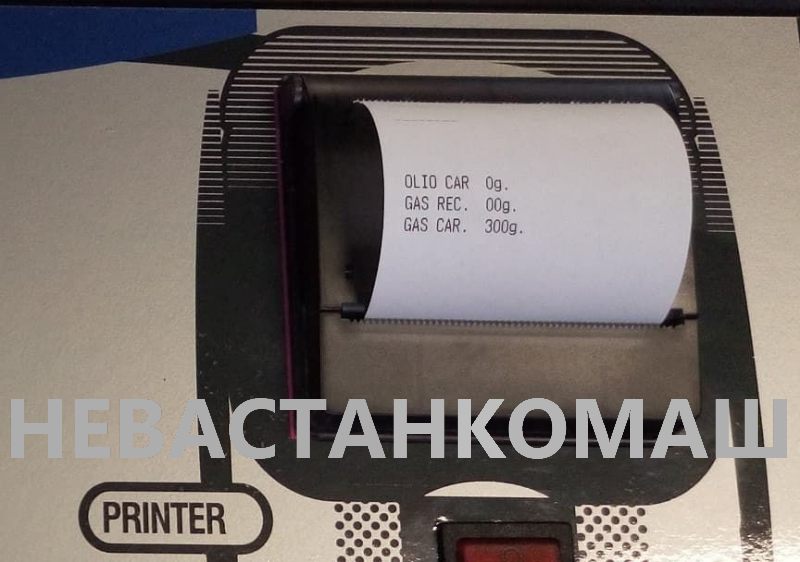 OLIO CAR 0g.
GAS REC. 00g.
GAS CAR. 300g.
НЕВАСТАНКОМАШ
PRINTER